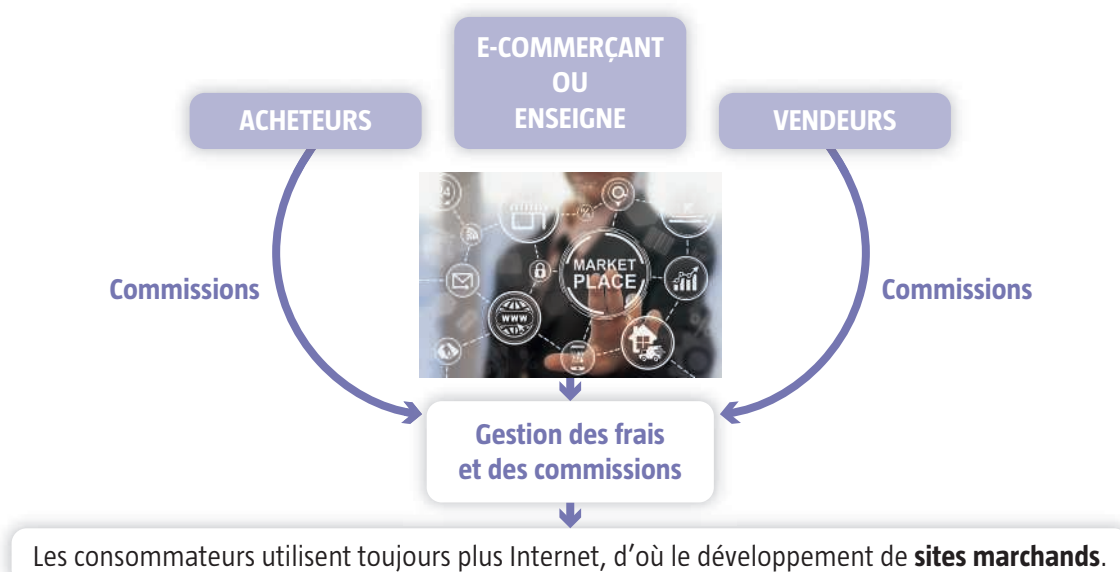 E-COMMERÇANT
OU
ENSEIGNE
ACHETEURS
VENDEURS
MARKET
PLACE
WWW
Commissions
Commissions
Gestion des frais
et des commissions
Les consommateurs utilisent toujours plus Internet, d’où le développement de sites marchands.